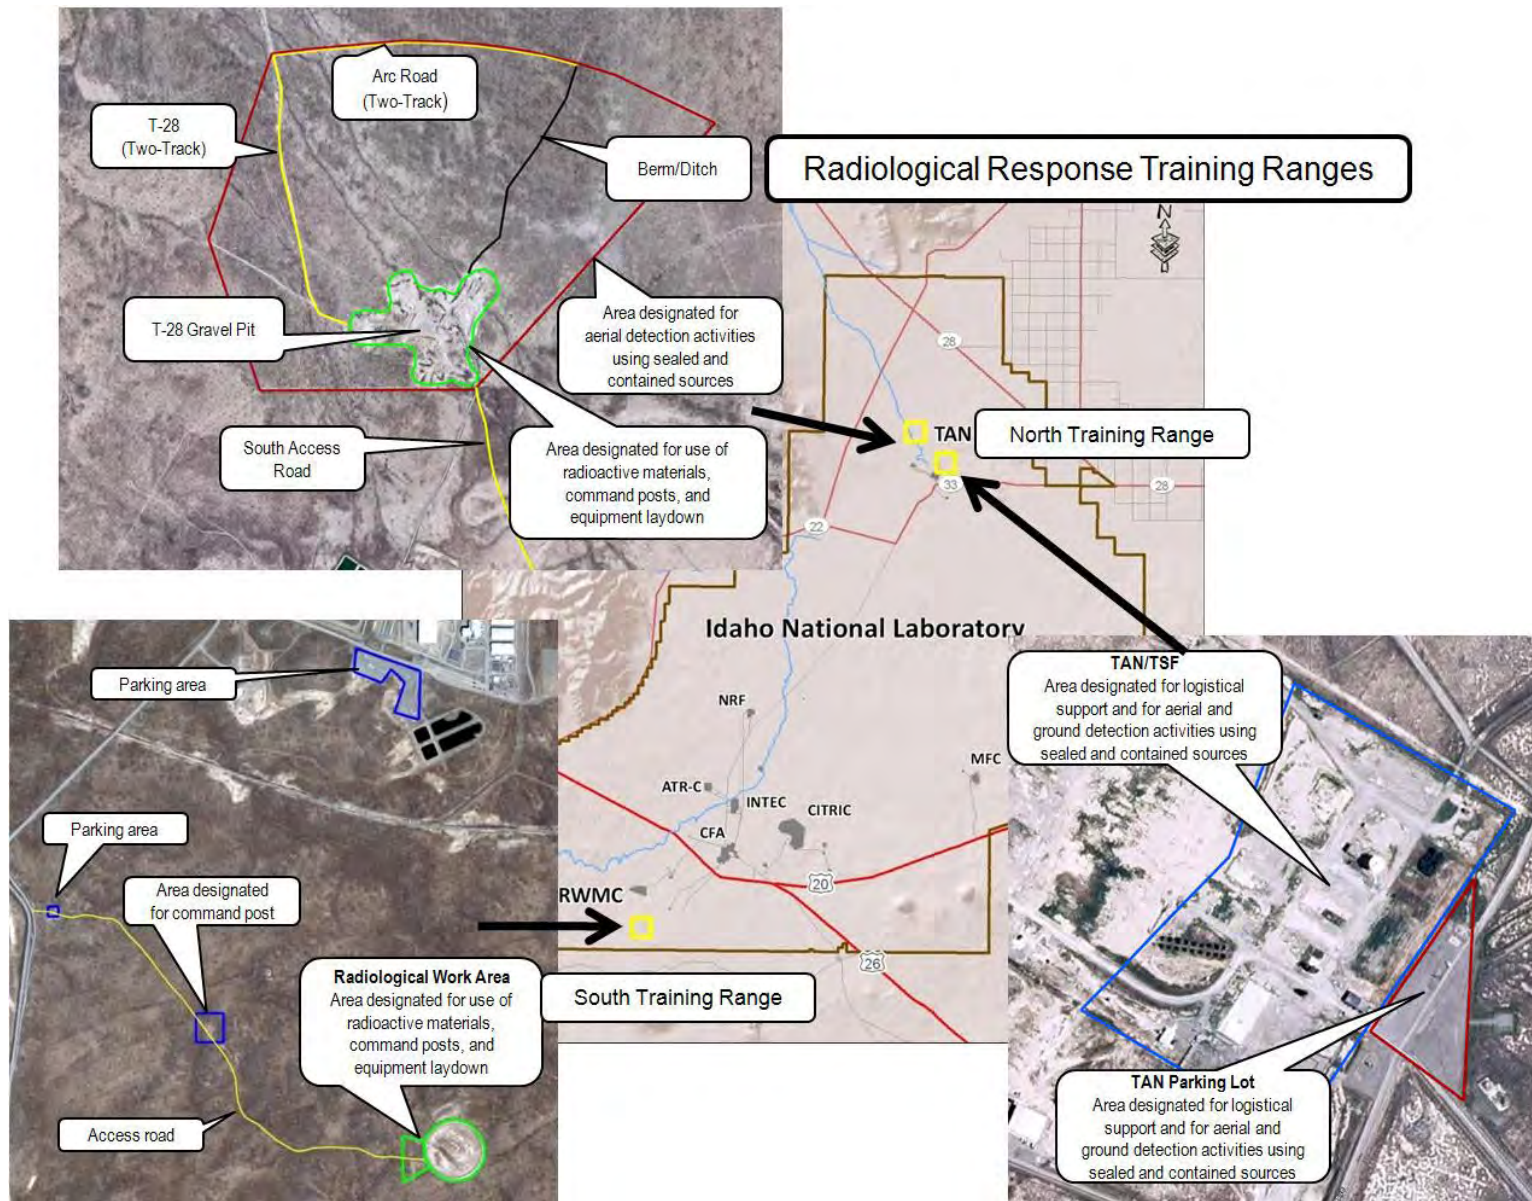 Arc Road
(Two-Track)
T-28
(Two-Track)
Berm/Ditch
Radiological Response Training Ranges
N
T-28 Gravel Pit
Area designated for
aerial detection activities
using sealed and
contained sources
28
South Access
Road
Area designated for use of
radioactive materials,
command posts, and
equipment laydown
TAN
North Training Range
33
28
22
Idaho National Laboratory
Parking area
TAN/TSF
Area designated for logistical
support and for aerial and
ground detection activities using
sealed and contained sources
NRF
MFC
ATR-C
INTEC
CITRIC
CFA
Parking area
20
Area designated
for command post
RWMC
26
Radiological Work Area
Area designated for use of
radioactive materials,
command posts, and
equipment laydown
South Training Range
TAN Parking Lot
Area designated for logistical
support and for aerial and
ground detection activities using
sealed and contained sources
Access road